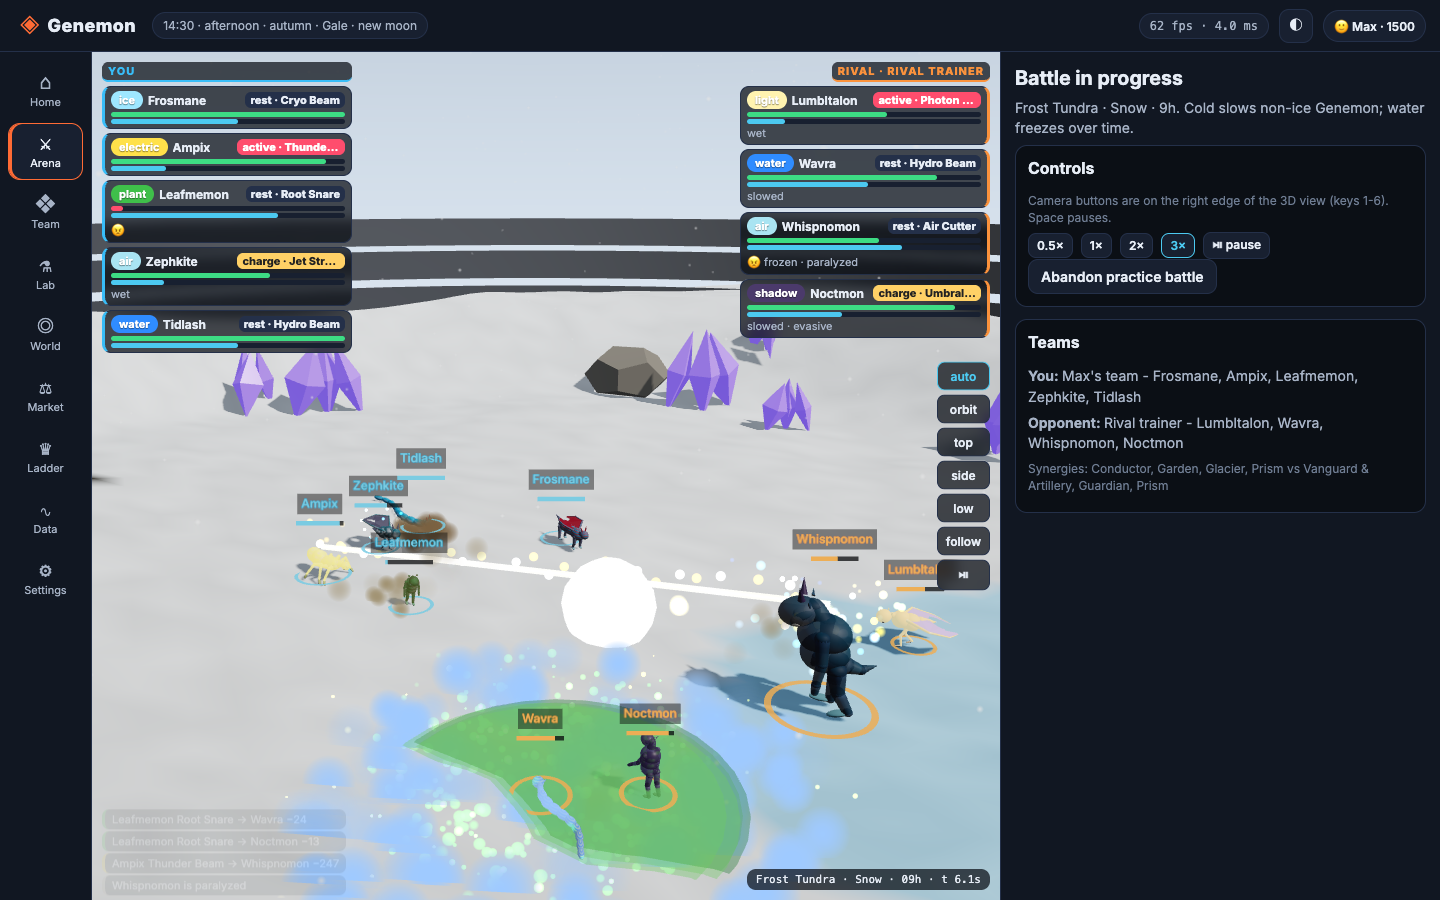 Genemon
14:30 · afternoon · autumn · Gale · new moon
62 fps · 4.0 ms
Max · 1500
Home
Arena
Team
Lab
World
Market
Ladder
Data
Settings
YOU
ice Frosmane rest · Cryo Beam
electric Ampix active · Thunde...
plant Leafmemon rest · Root Snare
air Zephkite charge · Jet Str...
wet
water Tidlash rest · Hydro Beam
RIVAL · RIVAL TRAINER
light LumbItalon active · Photon ...
wet
water Wavra rest · Hydro Beam
slowed
air Whispnomon rest · Air Cutter
frozen · paralyzed
shadow Noctmon charge · Umbral...
slowed · evasive
auto
orbit
top
side
low
follow
Tidlash
Zephkite
Frosmane
Ampix
Leafmemon
Whispnomon
LumbItal
Wavra
Noctmon
Leafmemon Root Snare → Wavra −24
Leafmemon Root Snare → Noctmon −13
Ampix Thunder Beam → Whispnomon −247
Whispnomon is paralyzed
Frost Tundra · Snow · 09h · t 6.1s
Battle in progress
Frost Tundra · Snow · 9h. Cold slows non-ice Genemon; water
freezes over time.
Controls
Camera buttons are on the right edge of the 3D view (keys 1-6).
Space pauses.
0.5× 1× 2× 3× pause
Abandon practice battle
Teams
You: Max's team - Frosmane, Ampix, Leafmemon,
Zephkite, Tidlash
Opponent: Rival trainer - LumbItalon, Wavra,
Whispnomon, Noctmon
Synergies: Conductor, Garden, Glacier, Prism vs Vanguard &
Artillery, Guardian, Prism